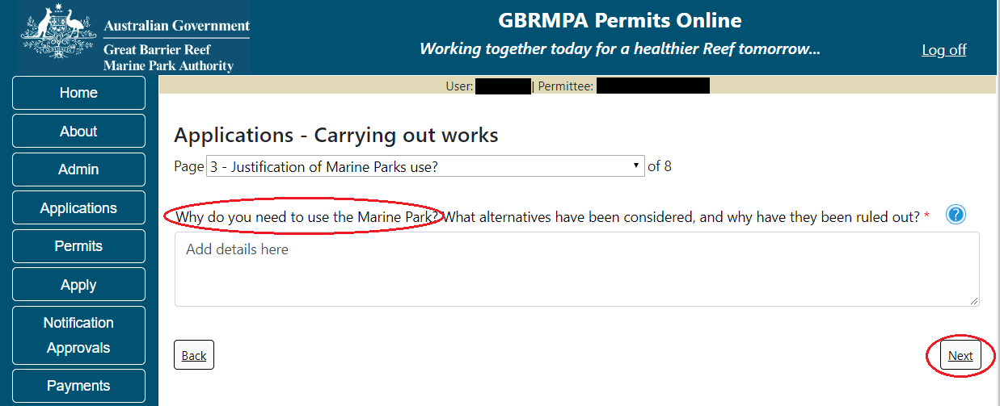 Australian Government
Great Barrier Reef
Marine Park Authority
GBRMPA Permits Online
Working together today for a healthier Reef tomorrow...
Log off
User: | Permittee:
Home
About
Admin
Applications
Permits
Apply
Notification
Approvals
Payments
Applications - Carrying out works
Page 3 - Justification of Marine Parks use? of 8
Why do you need to use the Marine Park? What alternatives have been considered, and why have they been ruled out? * ?
Add details here
Back
Next